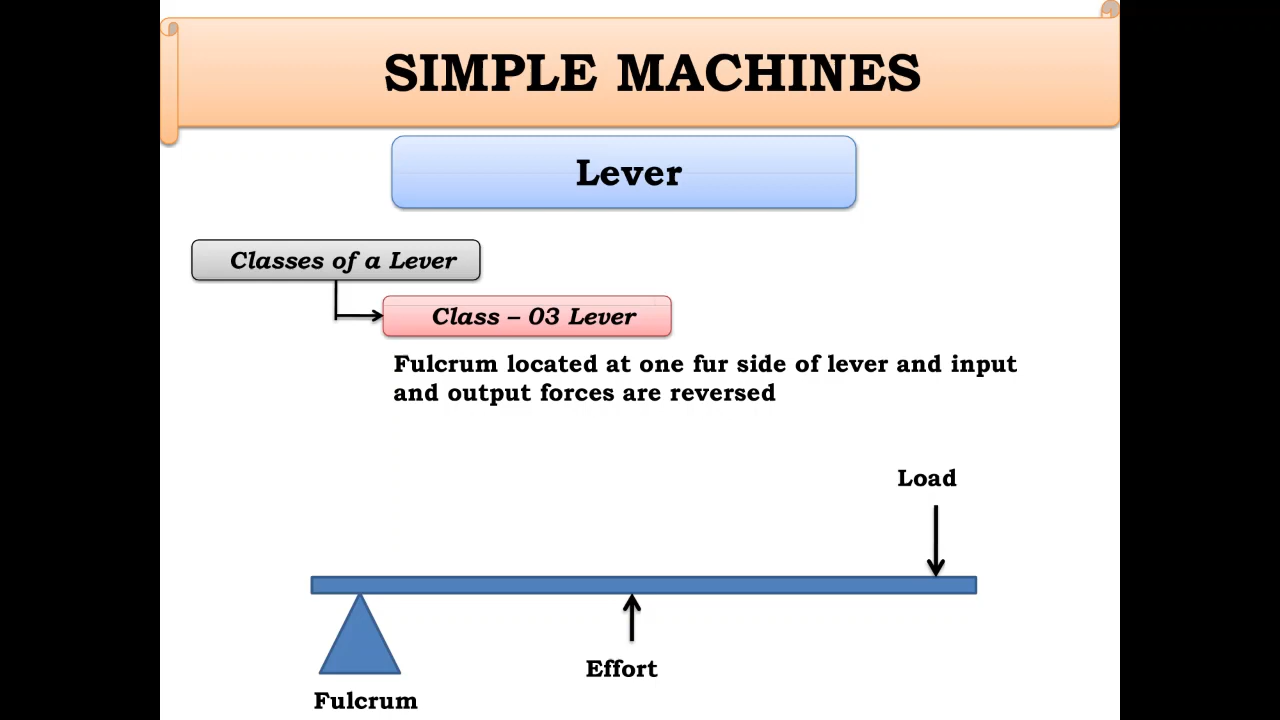 SIMPLE MACHINES
Lever
Classes of a Lever
Class – 03 Lever
Fulcrum located at one fur side of lever and input
and output forces are reversed
Load
Effort
Fulcrum